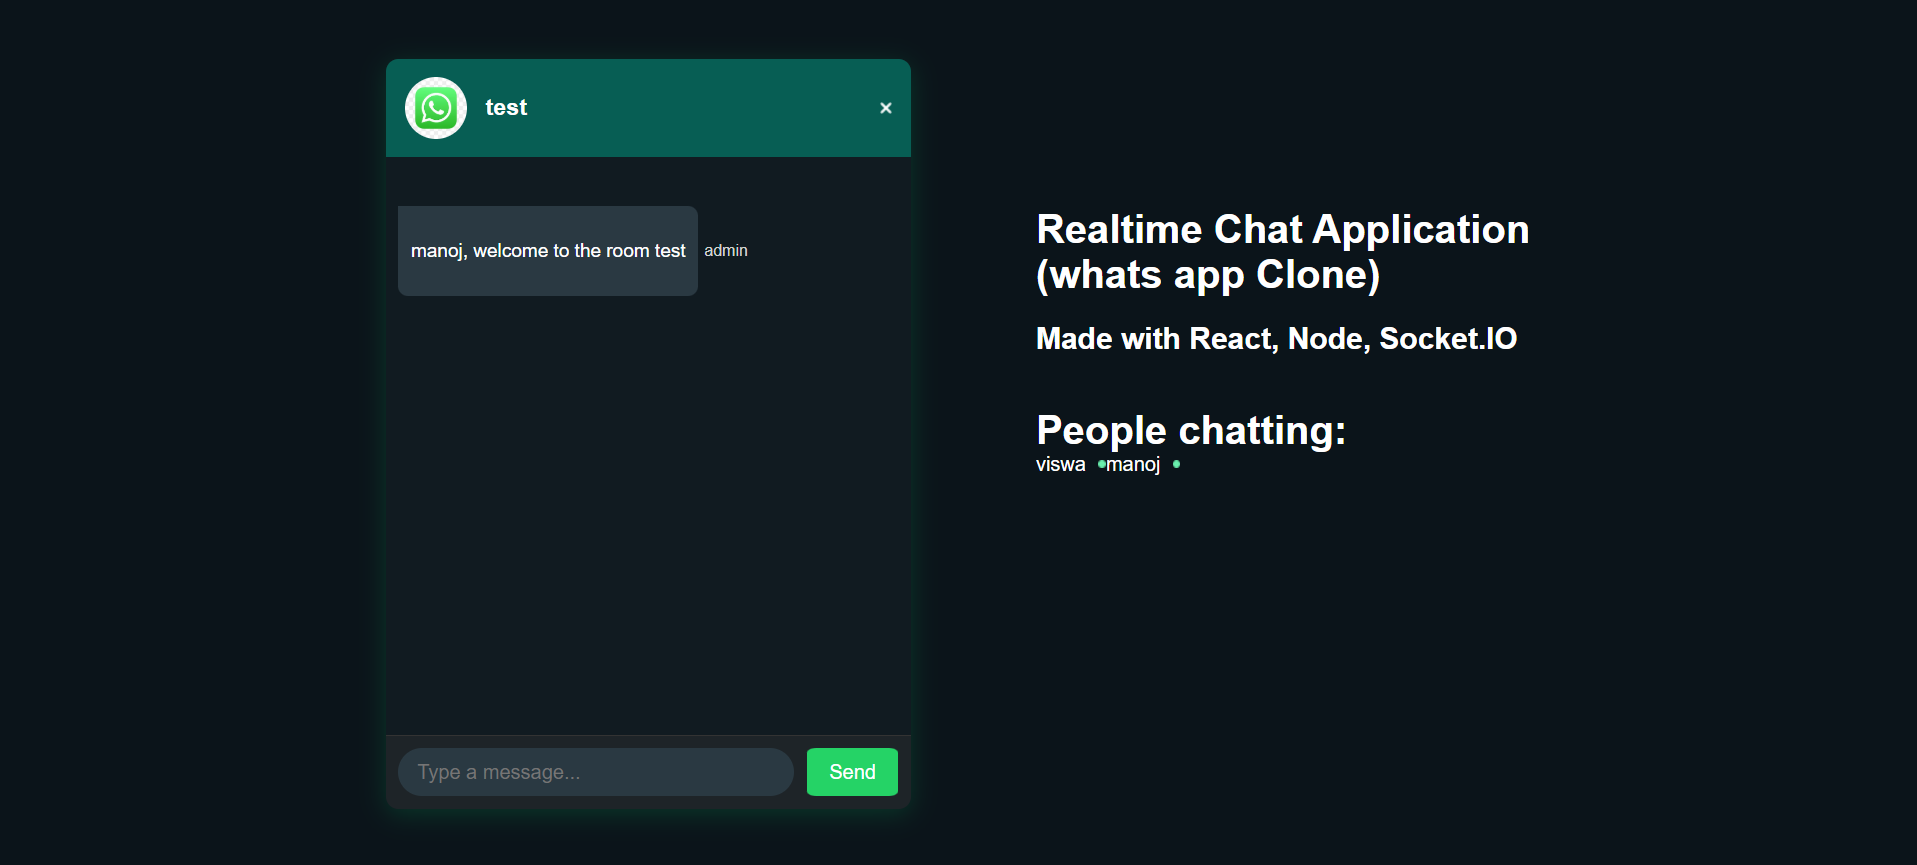 test
×
manoj, welcome to the room test
admin
Type a message...
Send
Realtime Chat Application
(whats app Clone)
Made with React, Node, Socket.IO
People chatting:
viswa manoj